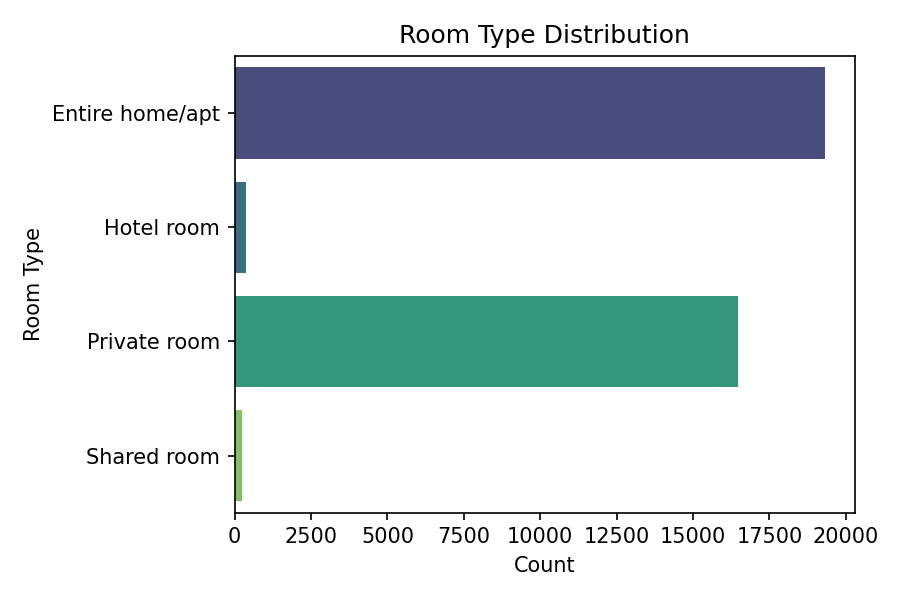 Room Type Distribution
Room Type
Entire home/apt
Hotel room
Private room
Shared room
0 2500 5000 7500 10000 12500 15000 17500 20000
Count